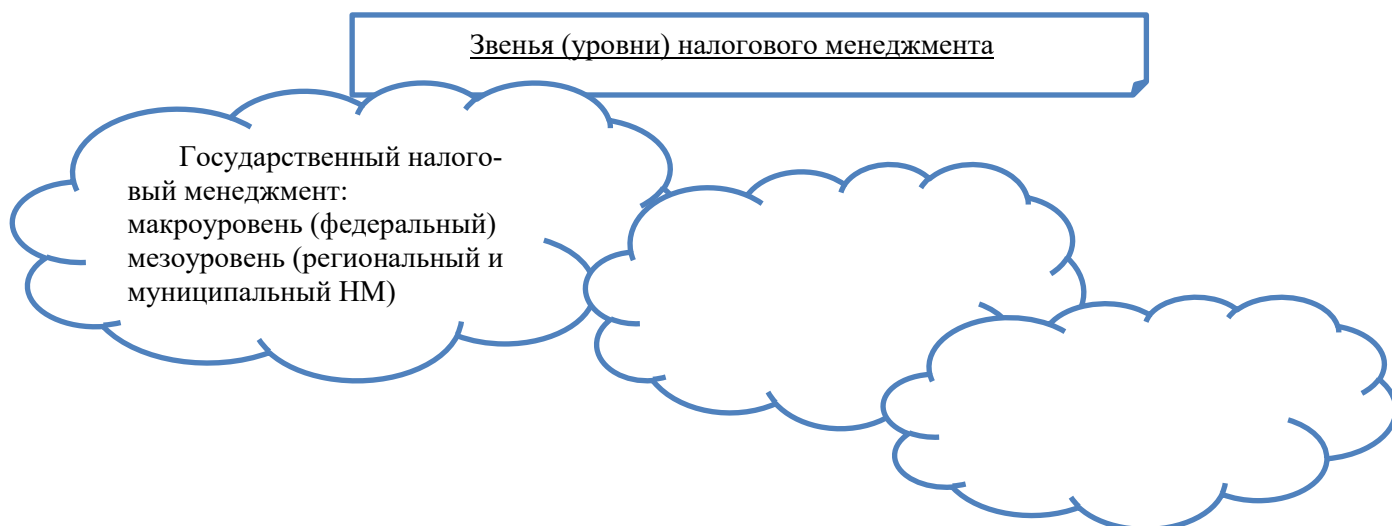 Звенья (уровни) налогового менеджмента
Государственный налого-
вый менеджмент:
макроуровень (федеральный)
мезоуровень (региональный и
муниципальный НМ)